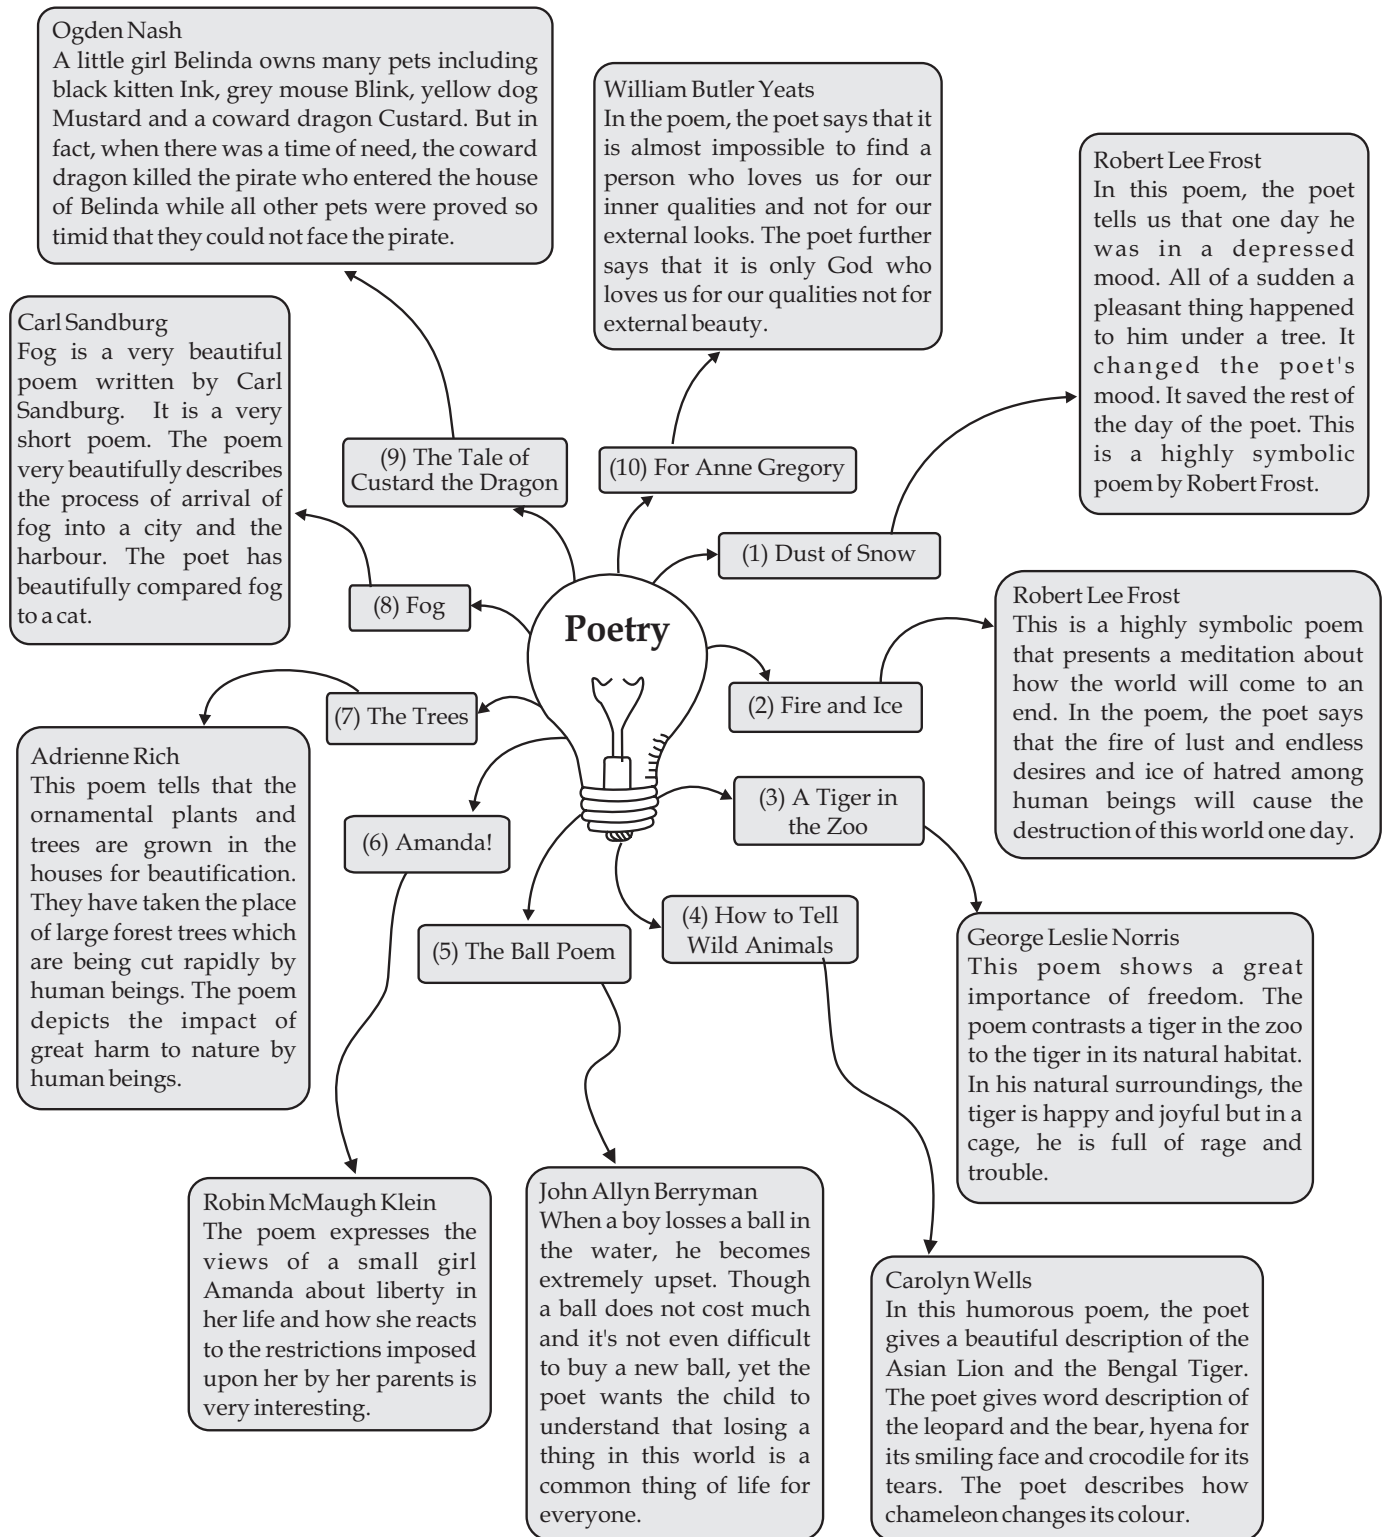 Ogden Nash
A little girl Belinda owns many pets including
black kitten Ink, grey mouse Blink, yellow dog
Mustard and a coward dragon Custard. But in
fact, when there was a time of need, the coward
dragon killed the pirate who entered the house
of Belinda while all other pets were proved so
timid that they could not face the pirate.
William Butler Yeats
In the poem, the poet says that it
is almost impossible to find a
person who loves us for our
inner qualities and not for our
external looks. The poet further
says that it is only God who
loves us for our qualities not for
external beauty.
Robert Lee Frost
In this poem, the poet
tells us that one day he
was in a depressed
mood. All of a sudden a
pleasant thing happened
to him under a tree. It
changed the poet's
mood. It saved the rest of
the day of the poet. This
is a highly symbolic
poem by Robert Frost.
Carl Sandburg
Fog is a very beautiful
poem written by Carl
Sandburg. It is a very
short poem. The poem
very beautifully describes
the process of arrival of
fog into a city and the
harbour. The poet has
beautifully compared fog
to a cat.
(9) The Tale of
Custard the Dragon
(10) For Anne Gregory
(1) Dust of Snow
(8) Fog
Poetry
Robert Lee Frost
This is a highly symbolic poem
that presents a meditation about
how the world will come to an
end. In the poem, the poet says
that the fire of lust and endless
desires and ice of hatred among
human beings will cause the
destruction of this world one day.
(7) The Trees
(2) Fire and Ice
Adrienne Rich
This poem tells that the
ornamental plants and
trees are grown in the
houses for beautification.
They have taken the place
of large forest trees which
are being cut rapidly by
human beings. The poem
depicts the impact of
great harm to nature by
human beings.
(3) A Tiger in
the Zoo
(6) Amanda!
(4) How to Tell
Wild Animals
(5) The Ball Poem
George Leslie Norris
This poem shows a great
importance of freedom. The
poem contrasts a tiger in the zoo
to the tiger in its natural habitat.
In his natural surroundings, the
tiger is happy and joyful but in a
cage, he is full of rage and
trouble.
Robin McMaugh Klein
The poem expresses the
views of a small girl
Amanda about liberty in
her life and how she reacts
to the restrictions imposed
upon her by her parents is
very interesting.
John Allyn Berryman
When a boy losses a ball in
the water, he becomes
extremely upset. Though
a ball does not cost much
and it's not even difficult
to buy a new ball, yet the
poet wants the child to
understand that losing a
thing in this world is a
common thing of life for
everyone.
Carolyn Wells
In this humorous poem, the poet
gives a beautiful description of the
Asian Lion and the Bengal Tiger.
The poet gives word description of
the leopard and the bear, hyena for
its smiling face and crocodile for its
tears. The poet describes how
chameleon changes its colour.